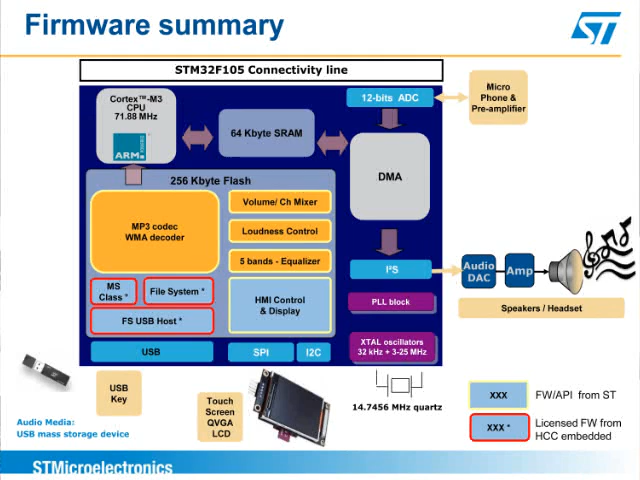 Firmware summary
ST
STM32F105 Connectivity line
Cortex™-M3
CPU
71.88 MHz
ARM
64 Kbyte SRAM
12-bits ADC
Micro
Phone &
Pre-amplifier
DMA
256 Kbyte Flash
MP3 codec
WMA decoder
Volume/ Ch Mixer
Loudness Control
5 bands - Equalizer
MS
Class *
File System *
FS USB Host *
HMI Control
& Display
I²S
Audio
DAC
Amp
Speakers / Headset
PLL block
XTAL oscillators
32 kHz + 3-25 MHz
USB
SPI
I2C
USB
Key
Touch
Screen
QVGA
LCD
14.7456 MHz quartz
Audio Media:
USB mass storage device
XXX
FW/API from ST
XXX *
Licensed FW from
HCC embedded
STMicroelectronics